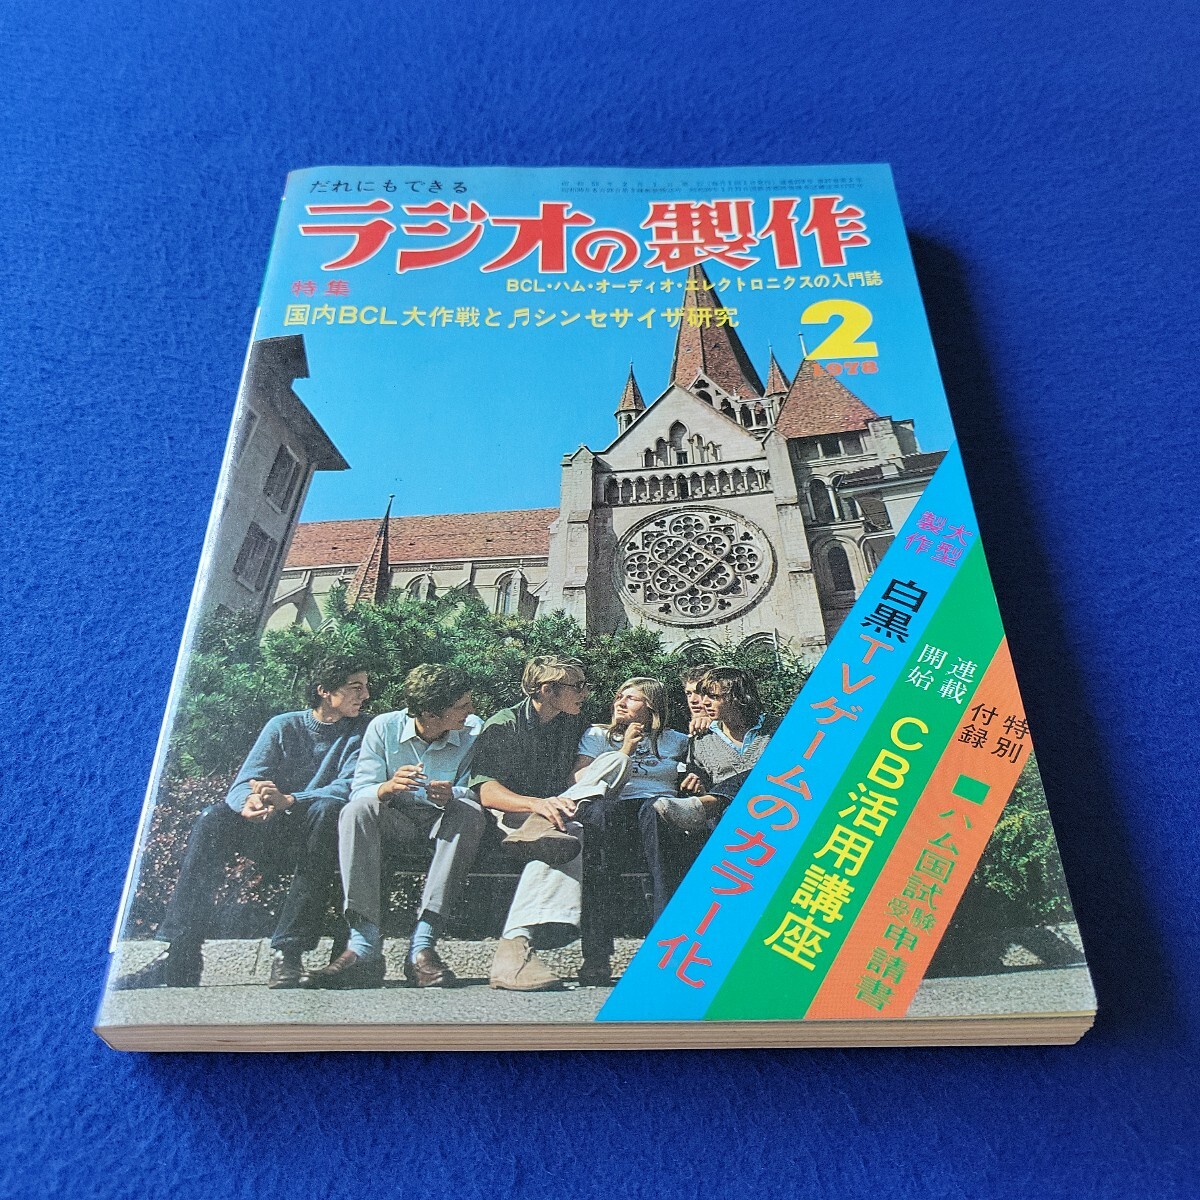 だれにもできる
ラジオの製作
BCL・ハム・オーディオ・エレクトロニクスの入門誌
特集
国内BCL大作戦と♬シンセサイザ研究
2
1978
大型製作
白黒TVゲームのカラー化
連載開始
CB活用講座
特別付録
■ハム国試受験申請書